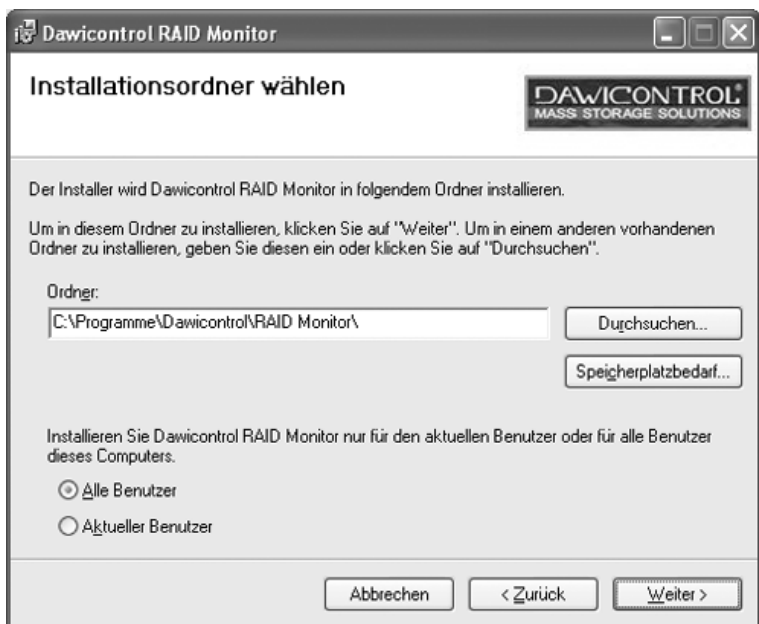 Dawicontrol RAID Monitor
Installationsordner wählen
DAWICONTROL®
MASS STORAGE SOLUTIONS
Der Installer wird Dawicontrol RAID Monitor in folgendem Ordner installieren.
Um in diesem Ordner zu installieren, klicken Sie auf "Weiter". Um in einem anderen vorhandenen
Ordner zu installieren, geben Sie diesen ein oder klicken Sie auf "Durchsuchen".
Ordner:
C:\Programme\Dawicontrol\RAID Monitor\
Durchsuchen...
Speicherplatzbedarf...
Installieren Sie Dawicontrol RAID Monitor nur für den aktuellen Benutzer oder für alle Benutzer
dieses Computers.
Alle Benutzer
Aktueller Benutzer
Abbrechen
< Zurück
Weiter >